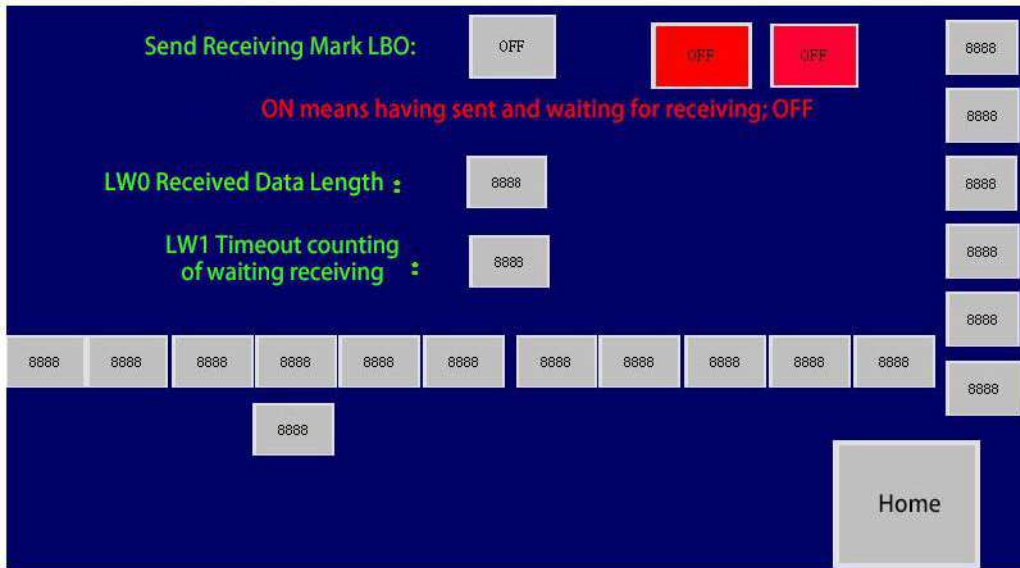 Send Receiving Mark LBO: OFF OFF OFF 8888
ON means having sent and waiting for receiving; OFF 8888
LW0 Received Data Length : 8888 8888
LW1 Timeout counting
of waiting receiving : 8888 8888
8888
8888 8888 8888 8888 8888 8888 8888 8888 8888 8888 8888
8888
8888
Home